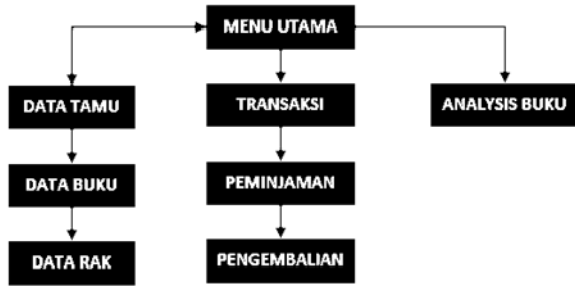 MENU UTAMA
DATA TAMU
TRANSAKSI
ANALYSIS BUKU
DATA BUKU
PEMINJAMAN
DATA RAK
PENGEMBALIAN